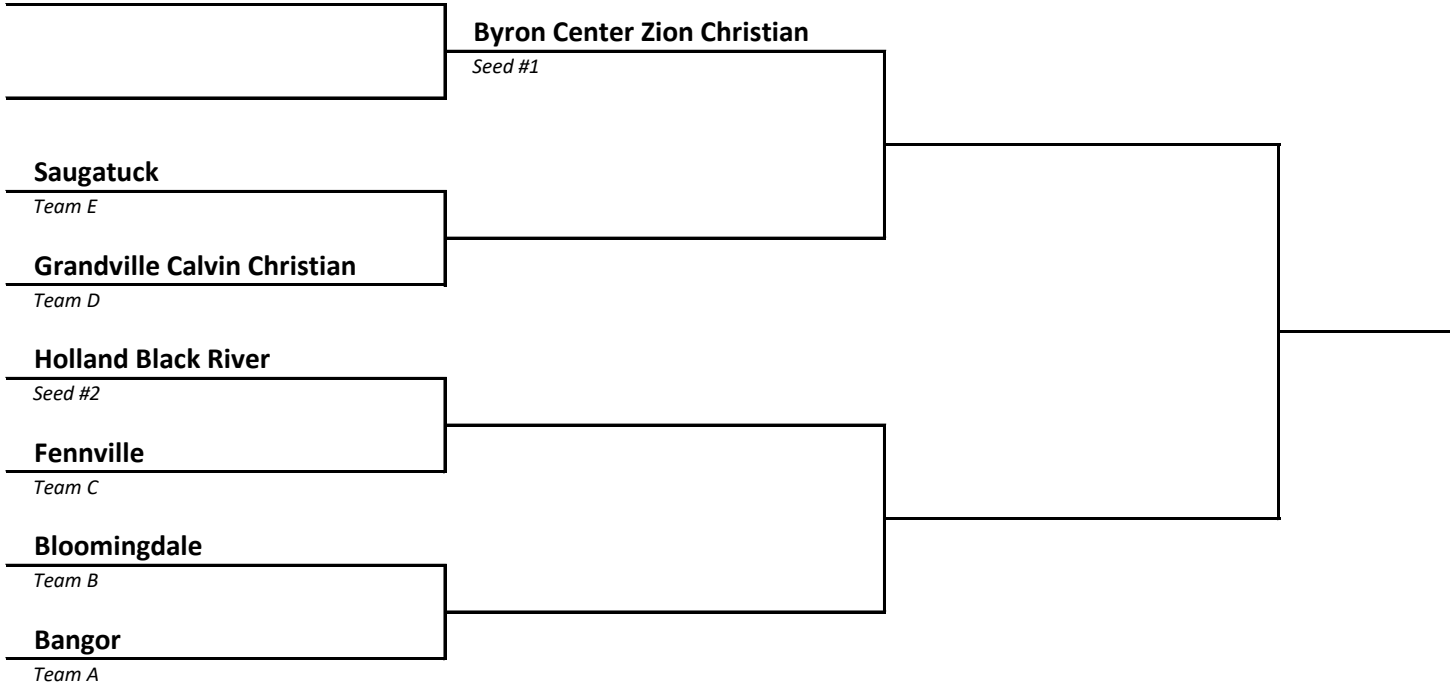 Byron Center Zion Christian
Seed #1
Saugatuck
Team E
Grandville Calvin Christian
Team D
Holland Black River
Seed #2
Fennville
Team C
Bloomingdale
Team B
Bangor
Team A